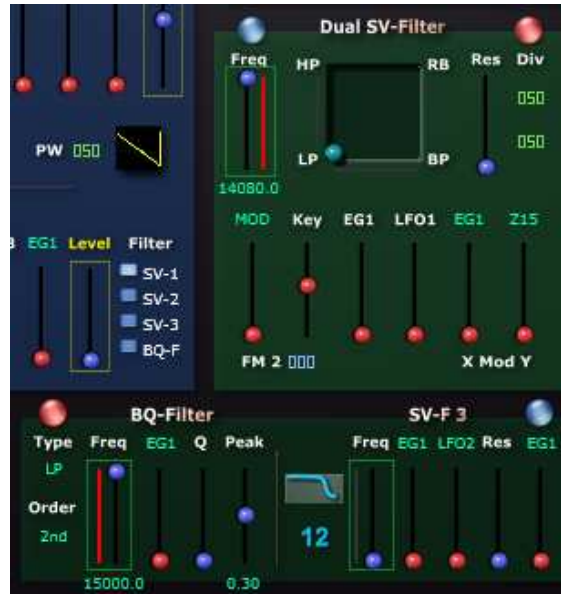 Dual SV-Filter
Freq HP RB Res Div
050
PW 050
050
LP BP
14080.0
MOD Key EG1 LFO1 EG1 Z15
EG1 Level Filter
SV-1
SV-2
SV-3
BQ-F
FM 2 000
X Mod Y
BQ-Filter SV-F 3
Type Freq EG1 Q Peak Freq EG1 LFO2 Res EG1
LP
Order
12
2nd
15000.0 0.30